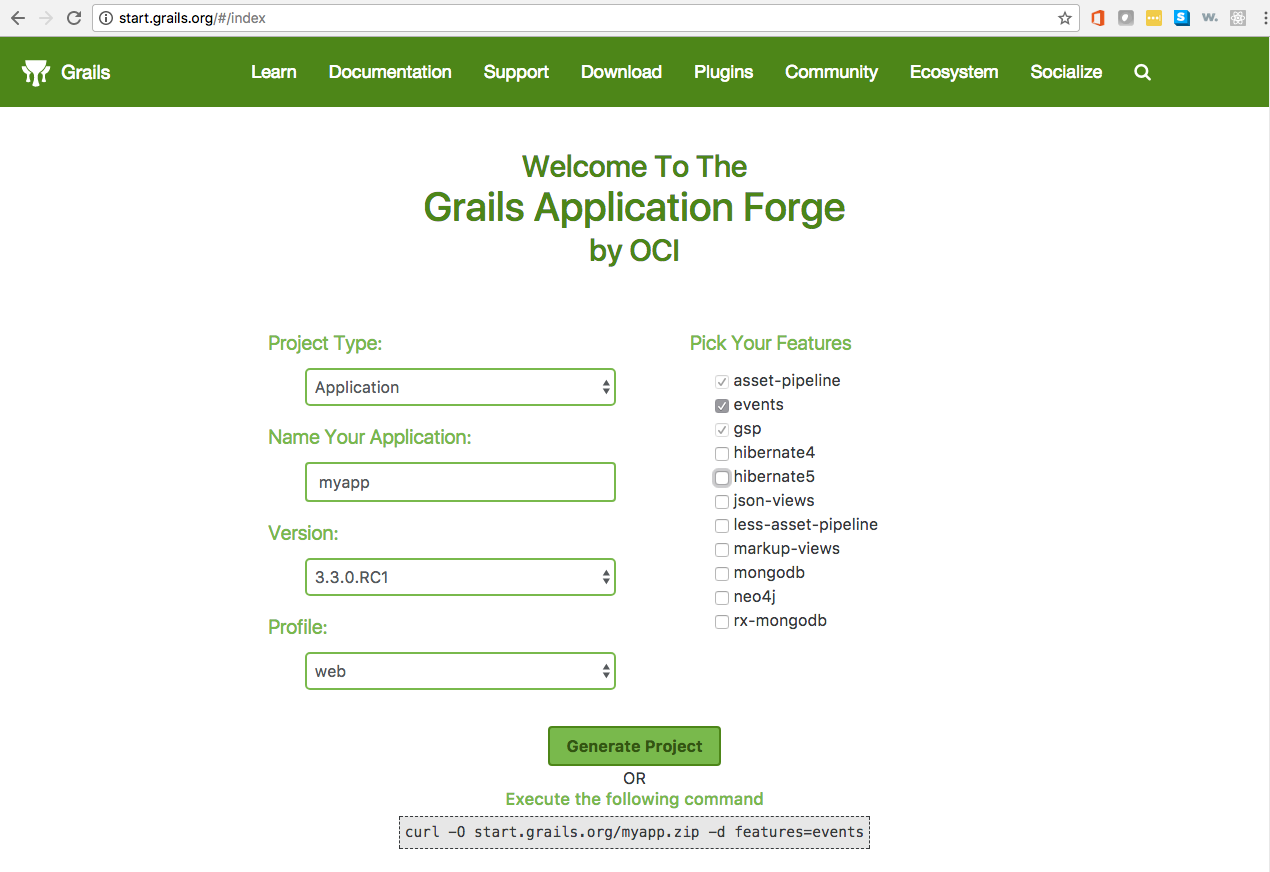 start.grails.org/#/index
S
w.
Grails
Learn Documentation Support Download Plugins Community Ecosystem Socialize
Welcome To The
Grails Application Forge
by OCI
Project Type:
Application
Name Your Application:
myapp
Version:
3.3.0.RC1
Profile:
web
Pick Your Features
asset-pipeline
events
gsp
hibernate4
hibernate5
json-views
less-asset-pipeline
markup-views
mongodb
neo4j
rx-mongodb
Generate Project
OR
Execute the following command
curl -O start.grails.org/myapp.zip -d features=events